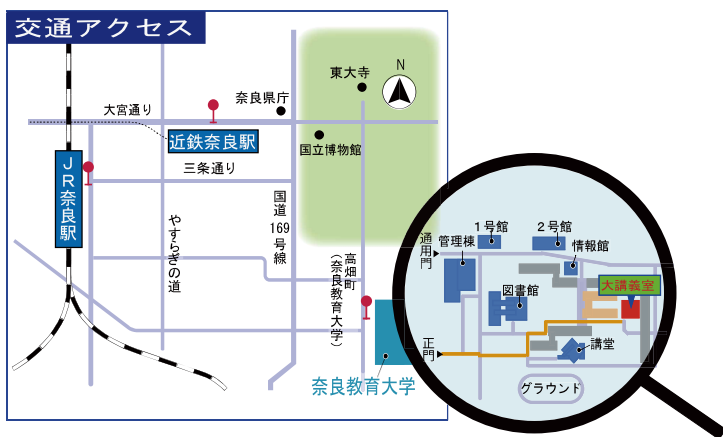 交通アクセス
N
東大寺
奈良県庁
大宮通り
近鉄奈良駅
国立博物館
JR奈良駅
三条通り
やすらぎの道
国道169号線
高畑町
(奈良教育大学)
奈良教育大学
1号館
2号館
通用門
管理棟
情報館
大講義室
図書館
正門
講堂
グラウンド